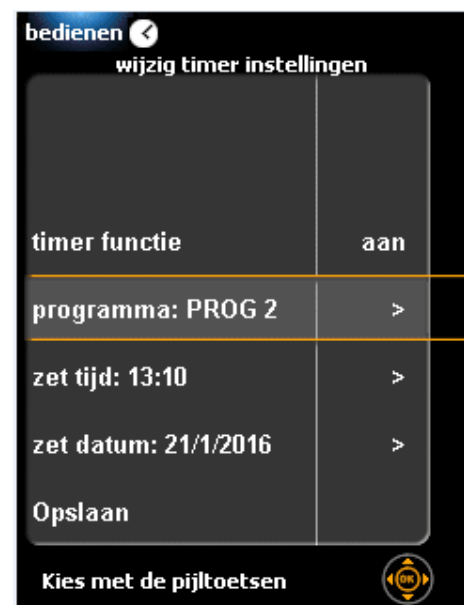 bedienen
wijzig timer instellingen
timer functie aan
programma: PROG 2 >
zet tijd: 13:10 >
zet datum: 21/1/2016 >
Opslaan
Kies met de pijltoetsen OK